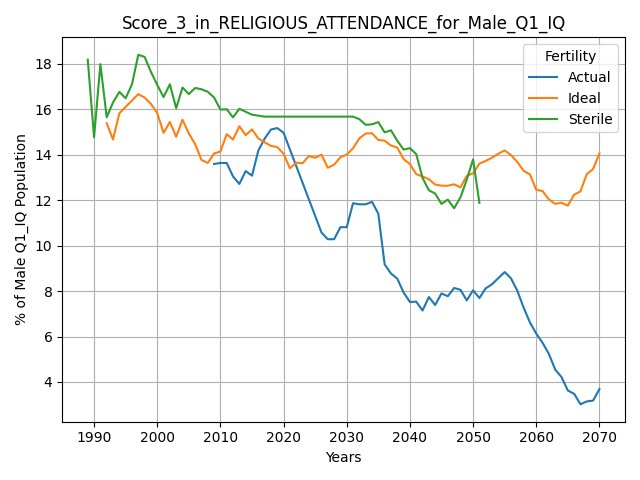 Score_3_in_RELIGIOUS_ATTENDANCE_for_Male_Q1_IQ
Fertility
Actual
Ideal
Sterile
% of Male Q1_IQ Population
18
16
14
12
10
8
6
4
1990 2000 2010 2020 2030 2040 2050 2060 2070
Years